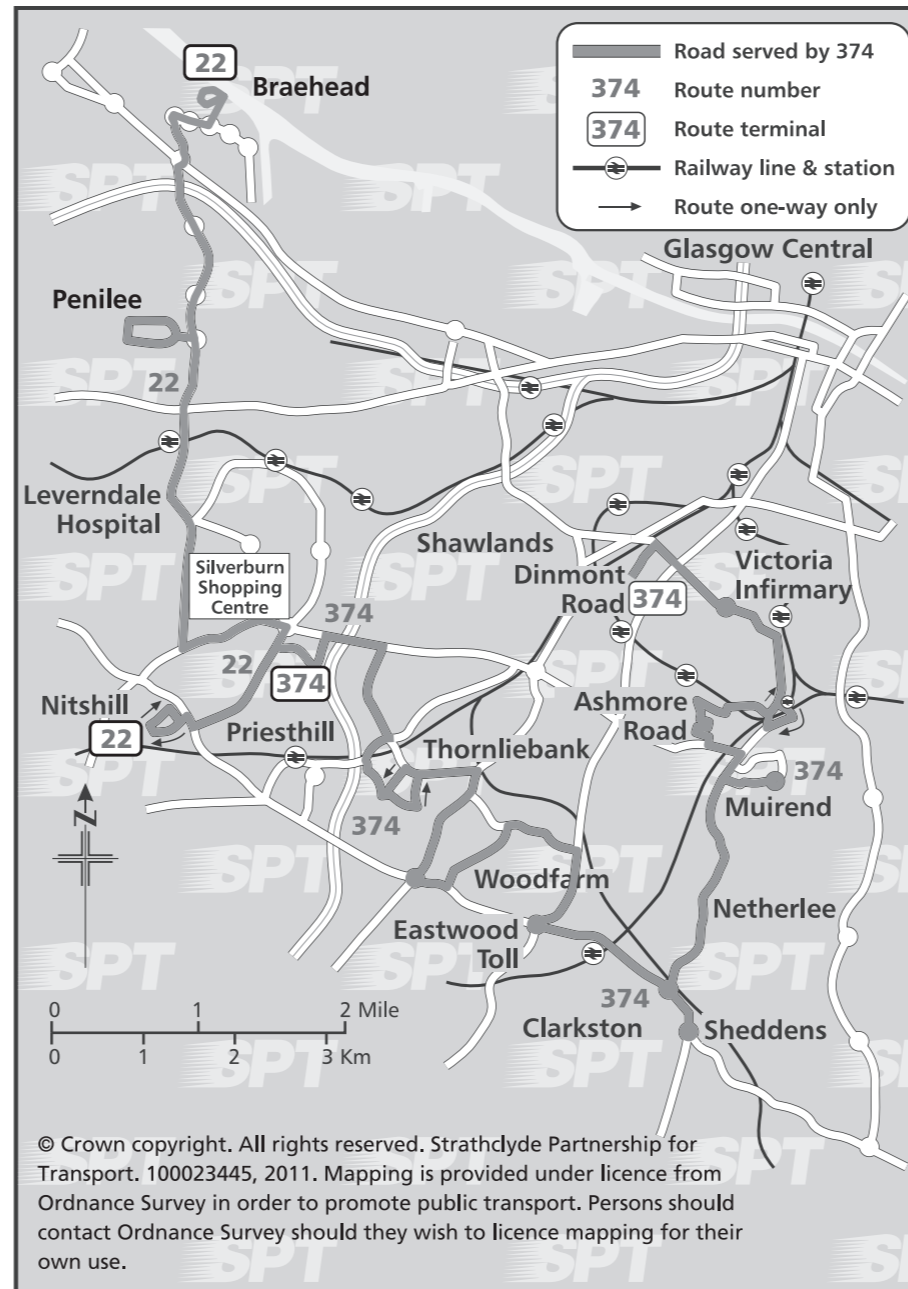 22
Braehead
Road served by 374
374 Route number
374 Route terminal
Railway line & station
Route one-way only
Glasgow Central
Penilee
22
Leverndale
Hospital
Silverburn
Shopping
Centre
Shawlands
Dinmont
Road
374
Victoria
Infirmary
374
22
374
Nitshill
22
Priesthill
Ashmore
Road
Thornliebank
374
Muirend
374
Woodfarm
Netherlee
Eastwood
Toll
374
Clarkston
Sheddens
N
0 1 2 Mile
0 1 2 3 Km
© Crown copyright. All rights reserved. Strathclyde Partnership for
Transport. 100023445, 2011. Mapping is provided under licence from
Ordnance Survey in order to promote public transport. Persons should
contact Ordnance Survey should they wish to licence mapping for their
own use.
SPT